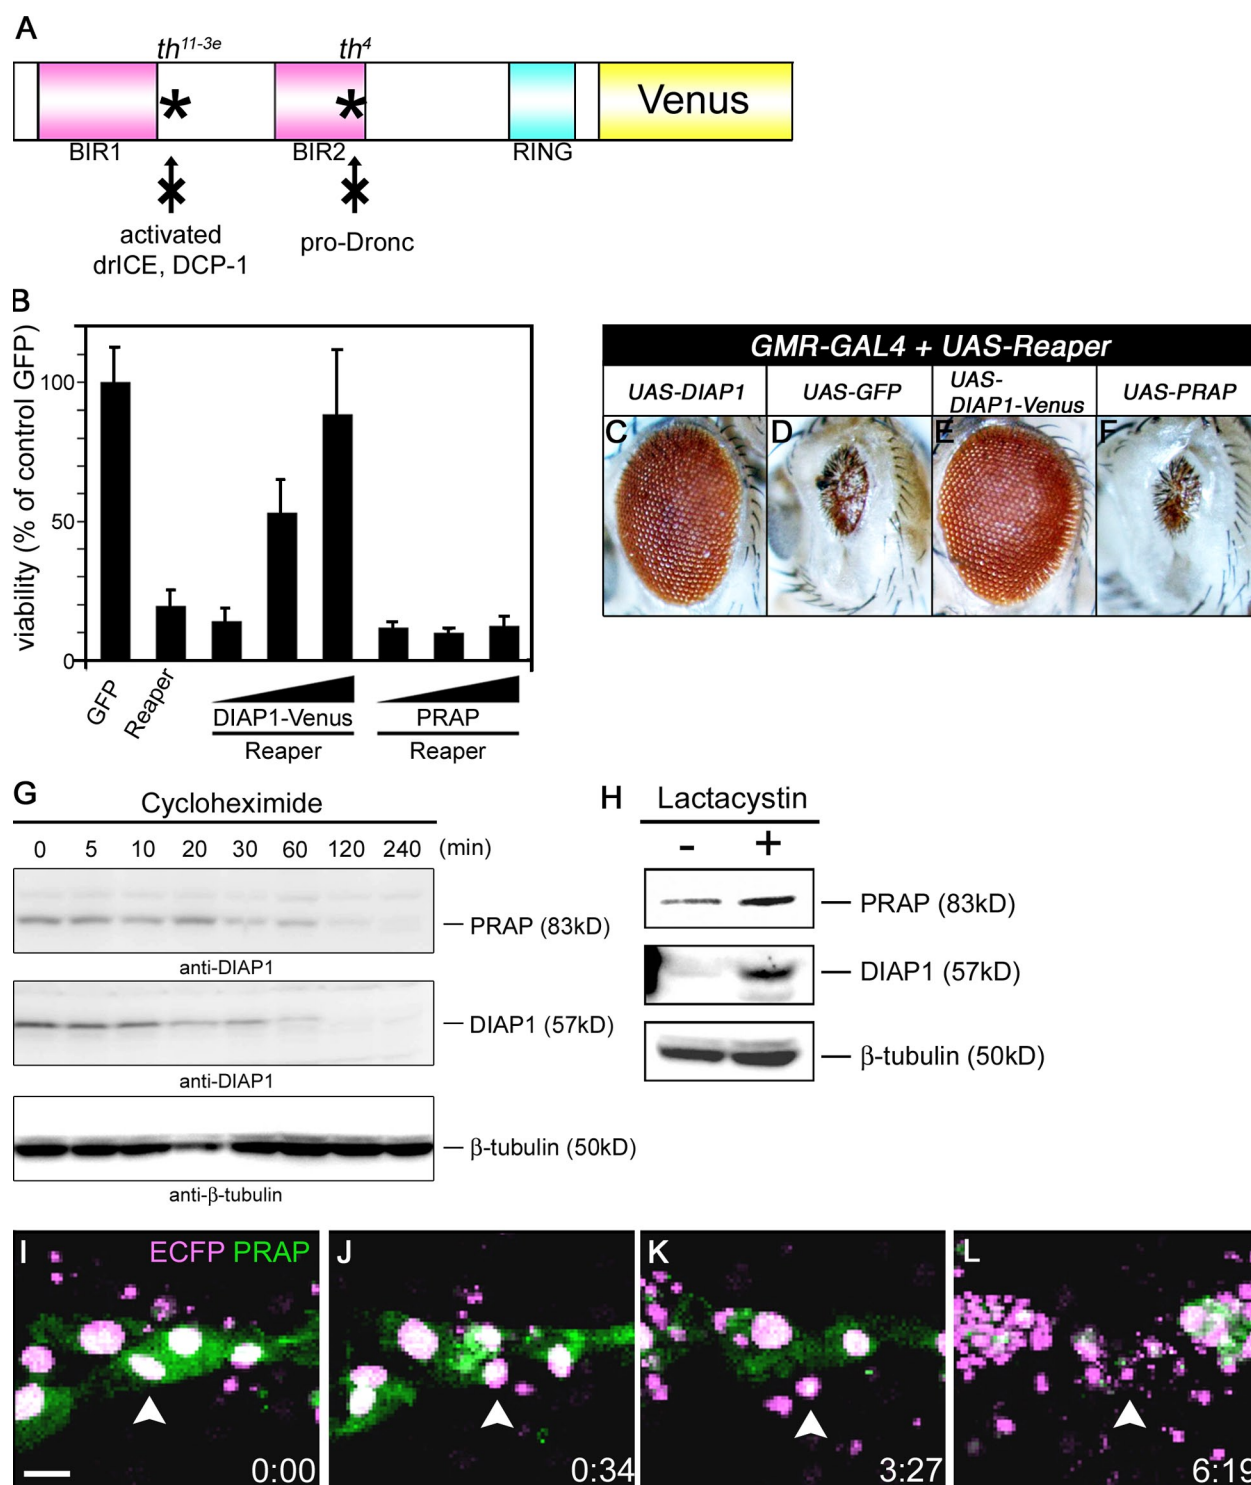 A
th11-3e th4
Venus
BIR1 BIR2 RING
activated
drICE, DCP-1
pro-Dronc
B
viability (% of control GFP)
100
50
0
GFP
Reaper
DIAP1-Venus
Reaper
PRAP
Reaper
GMR-GAL4 + UAS-Reaper
UAS-DIAP1
UAS-GFP
UAS-
DIAP1-Venus
UAS-PRAP
C D E F
G
Cycloheximide
0 5 10 20 30 60 120 240 (min)
PRAP (83kD)
anti-DIAP1
DIAP1 (57kD)
anti-DIAP1
β-tubulin (50kD)
anti-β-tubulin
H
Lactacystin
- +
PRAP (83kD)
DIAP1 (57kD)
β-tubulin (50kD)
I ECFP PRAP
0:00
J
0:34
K
3:27
L
6:19